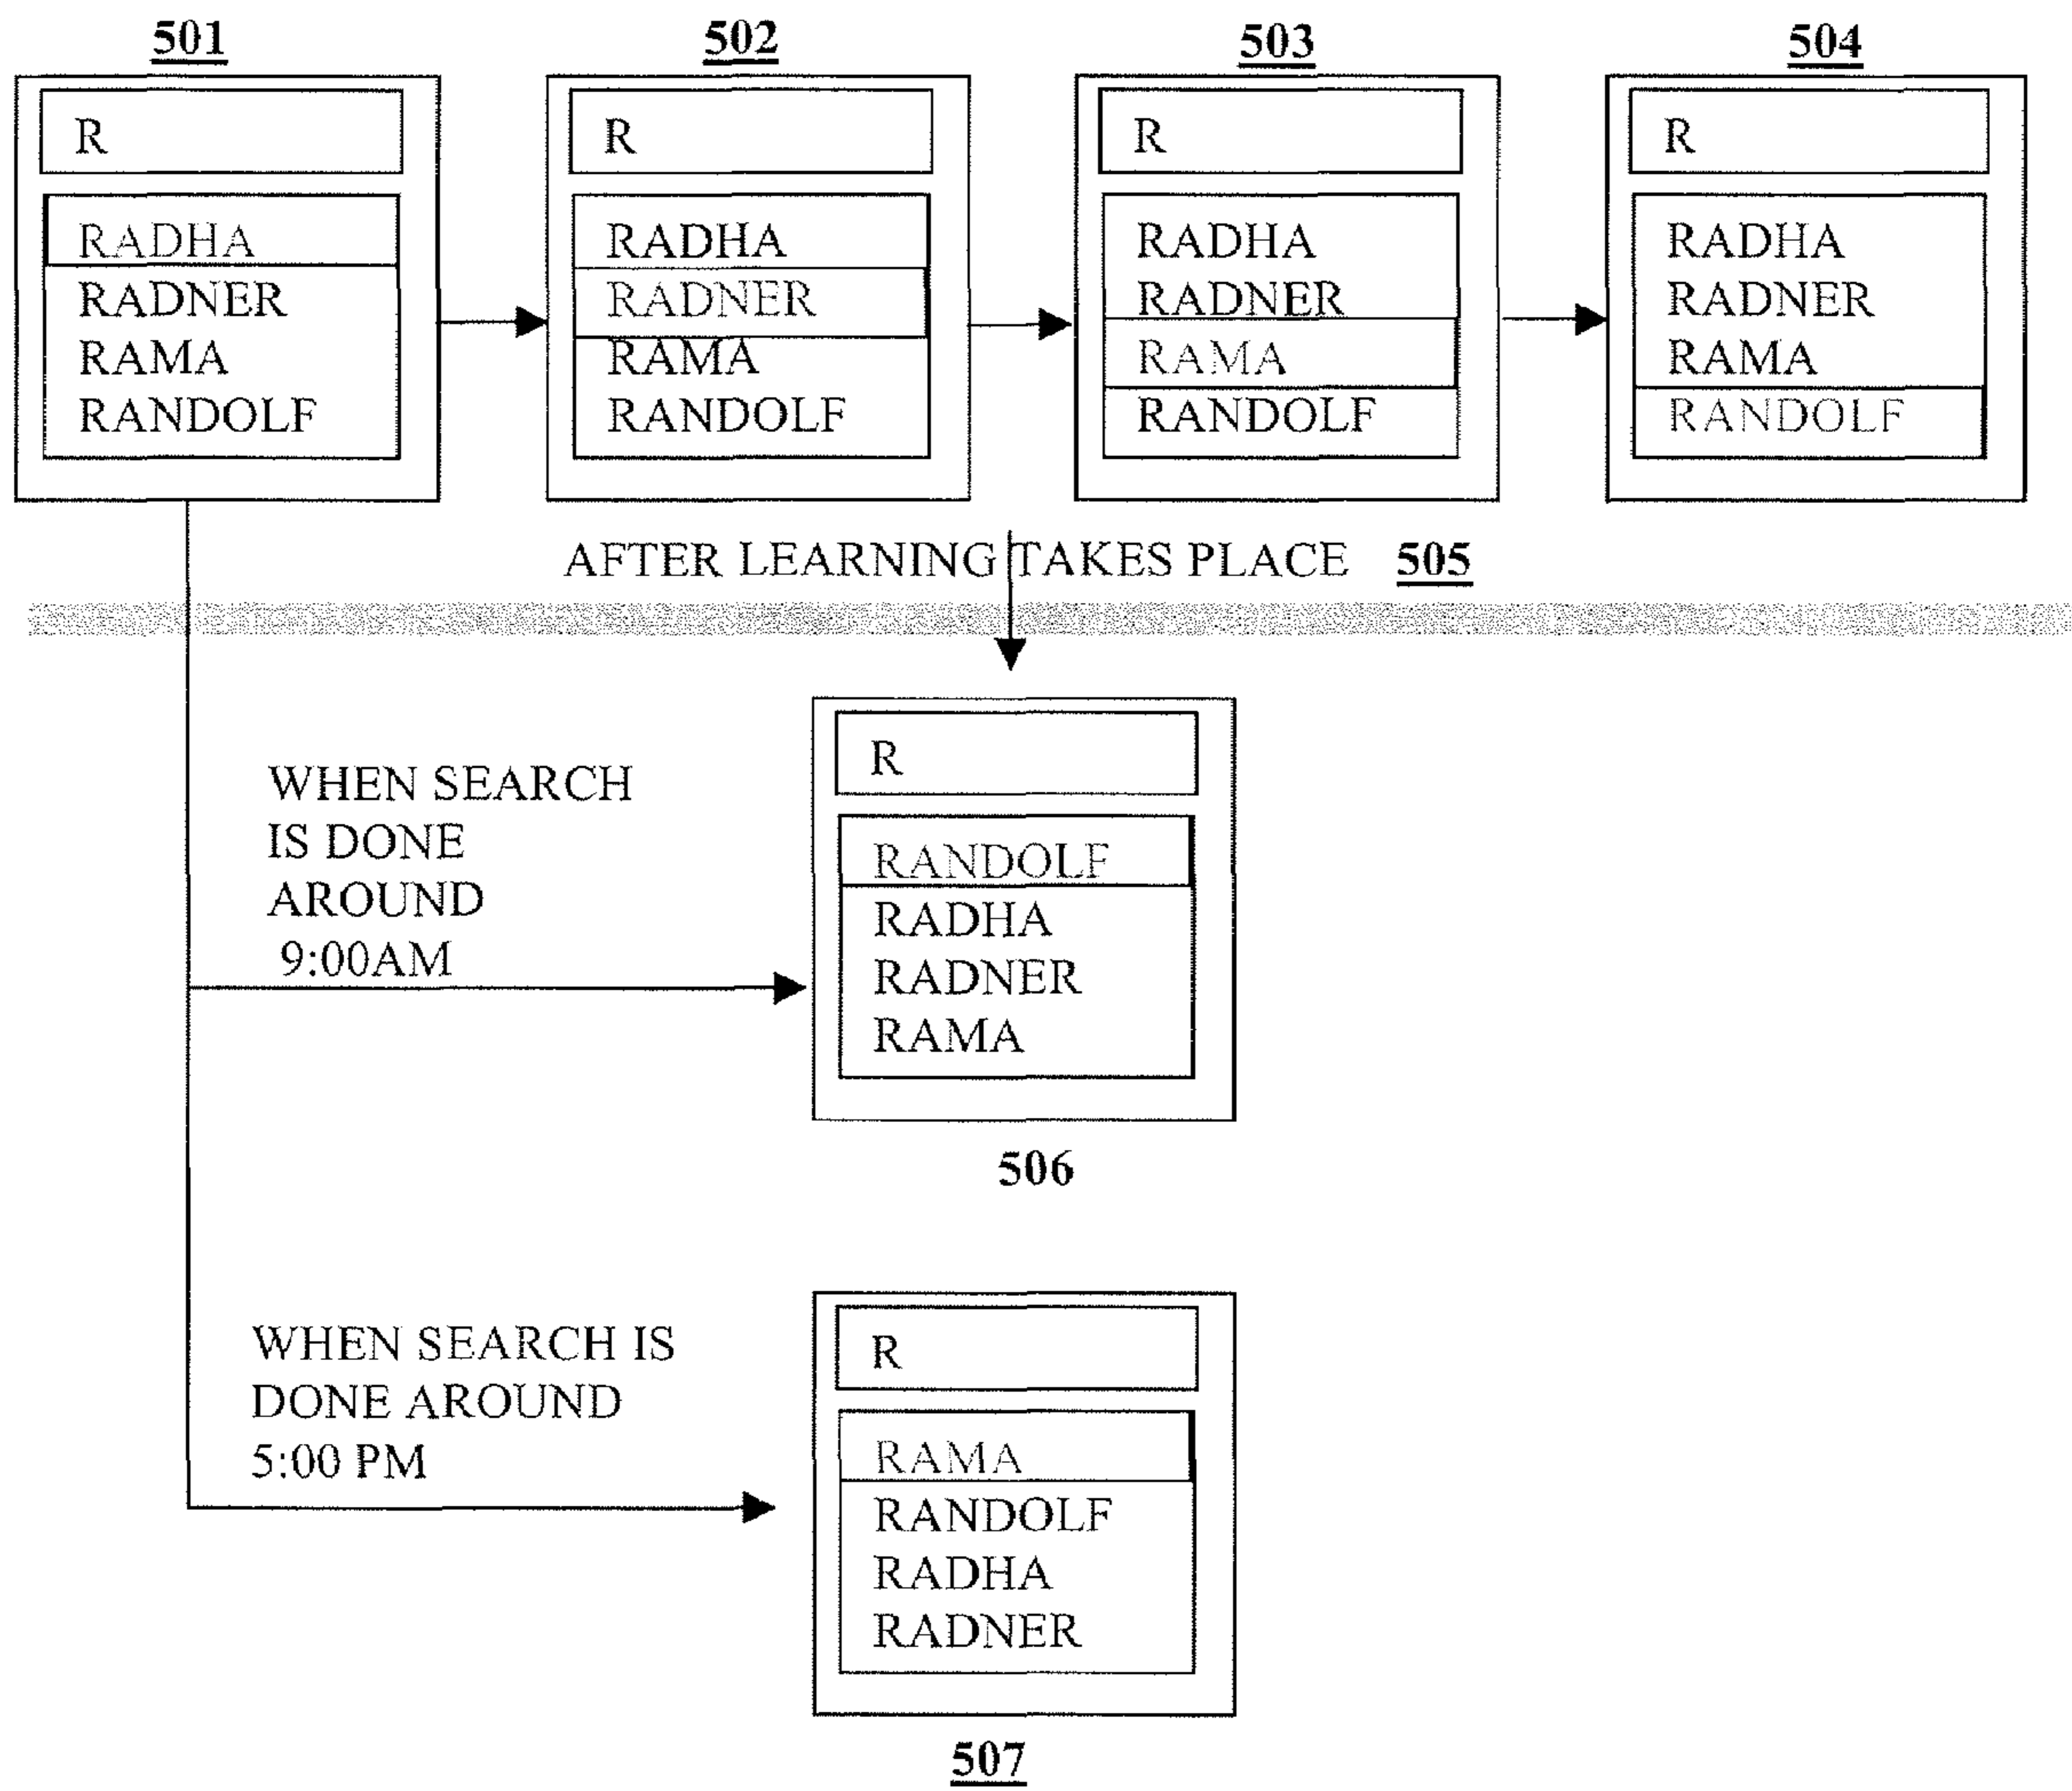 501
R
RADHA
RADNER
RAMA
RANDOLF
502
R
RADHA
RADNER
RAMA
RANDOLF
503
R
RADHA
RADNER
RAMA
RANDOLF
504
R
RADHA
RADNER
RAMA
RANDOLF
AFTER LEARNING TAKES PLACE 505
WHEN SEARCH
IS DONE
AROUND
9:00AM
R
RANDOLF
RADHA
RADNER
RAMA
506
WHEN SEARCH IS
DONE AROUND
5:00 PM
R
RAMA
RANDOLF
RADHA
RADNER
507